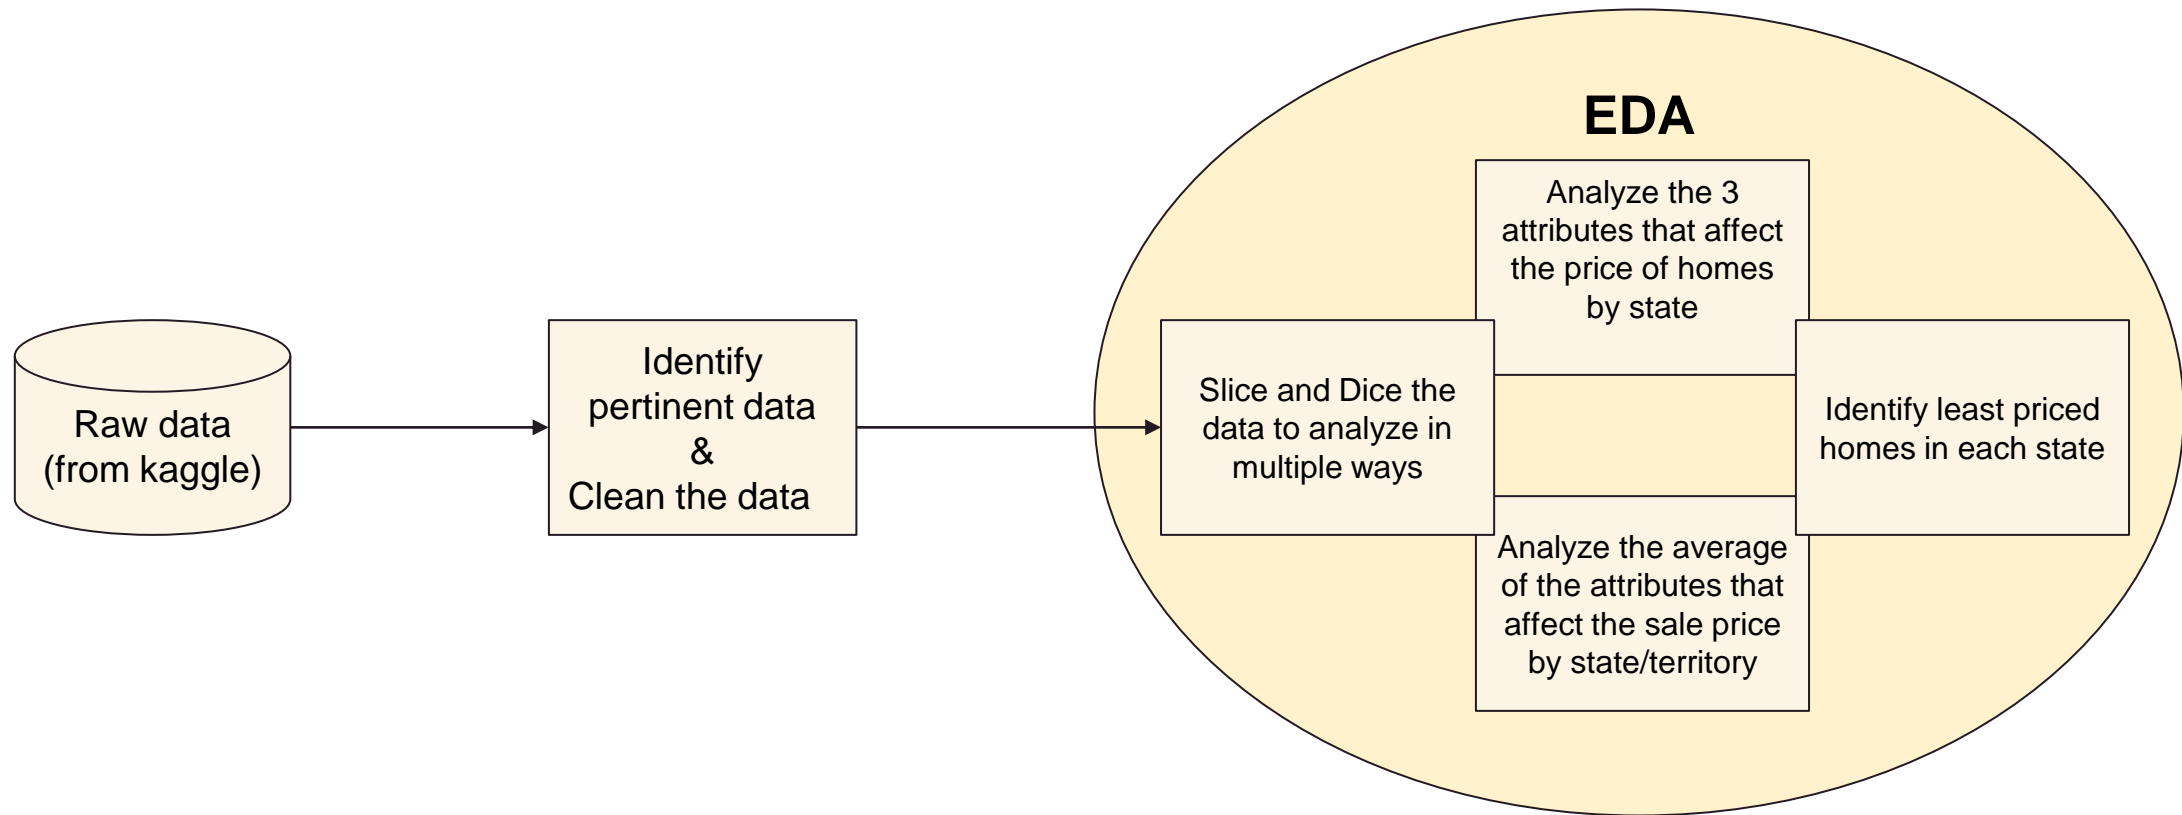 EDA
Raw data
(from kaggle)
Identify
pertinent data
&
Clean the data
Slice and Dice the
data to analyze in
multiple ways
Analyze the 3
attributes that affect
the price of homes
by state
Analyze the average
of the attributes that
affect the sale price
by state/territory
Identify least priced
homes in each state